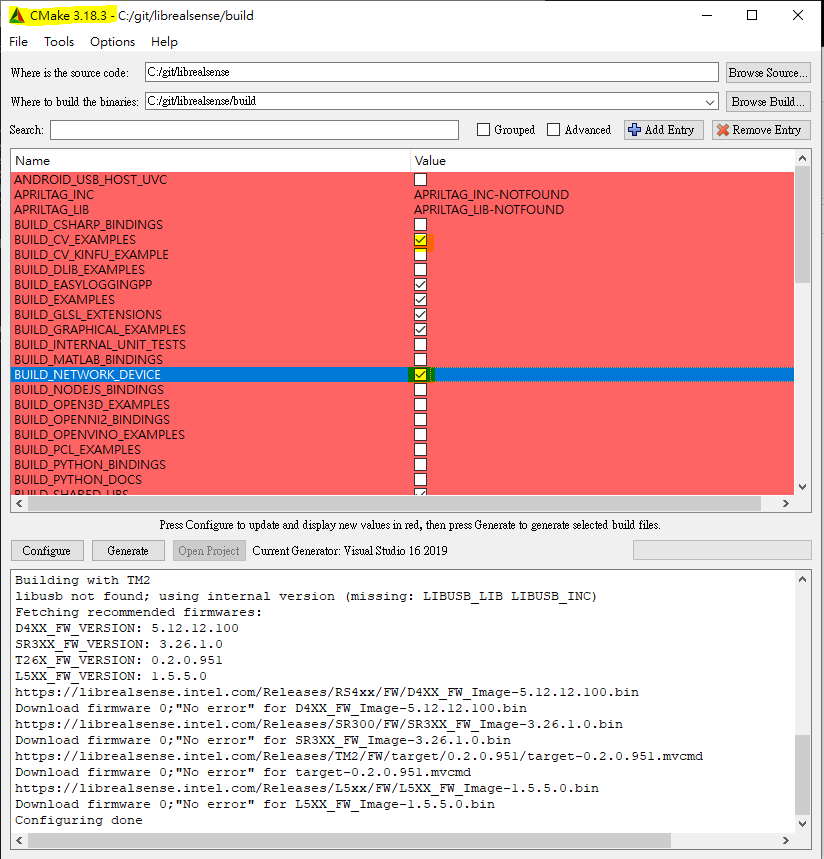 CMake 3.18.3 - C:/git/librealsense/build
File Tools Options Help
Where is the source code: C:/git/librealsense Browse Source...
Where to build the binaries: C:/git/librealsense/build Browse Build...
Search: Grouped Advanced Add Entry Remove Entry
Name Value
ANDROID_USB_HOST_UVC
APRILTAG_INC APRILTAG_INC-NOTFOUND
APRILTAG_LIB APRILTAG_LIB-NOTFOUND
BUILD_CSHARP_BINDINGS
BUILD_CV_EXAMPLES
BUILD_CV_KINFU_EXAMPLE
BUILD_DLIB_EXAMPLES
BUILD_EASYLOGGINGPP
BUILD_EXAMPLES
BUILD_GLSL_EXTENSIONS
BUILD_GRAPHICAL_EXAMPLES
BUILD_INTERNAL_UNIT_TESTS
BUILD_MATLAB_BINDINGS
BUILD_NETWORK_DEVICE
BUILD_NODEJS_BINDINGS
BUILD_OPEN3D_EXAMPLES
BUILD_OPENNI2_BINDINGS
BUILD_OPENVINO_EXAMPLES
BUILD_PCL_EXAMPLES
BUILD_PYTHON_BINDINGS
BUILD_PYTHON_DOCS
BUILD_SHARED_LIBS
Press Configure to update and display new values in red, then press Generate to generate selected build files.
Configure Generate Open Project Current Generator: Visual Studio 16 2019
Building with TM2
libusb not found; using internal version (missing: LIBUSB_LIB LIBUSB_INC)
Fetching recommended firmwares:
D4XX_FW_VERSION: 5.12.12.100
SR3XX_FW_VERSION: 3.26.1.0
T26X_FW_VERSION: 0.2.0.951
L5XX_FW_VERSION: 1.5.5.0
https://librealsense.intel.com/Releases/RS4xx/FW/D4XX_FW_Image-5.12.12.100.bin
Download firmware 0;"No error" for D4XX_FW_Image-5.12.12.100.bin
https://librealsense.intel.com/Releases/SR300/FW/SR3XX_FW_Image-3.26.1.0.bin
Download firmware 0;"No error" for SR3XX_FW_Image-3.26.1.0.bin
https://librealsense.intel.com/Releases/TM2/FW/target/0.2.0.951/target-0.2.0.951.mvcmd
Download firmware 0;"No error" for target-0.2.0.951.mvcmd
https://librealsense.intel.com/Releases/L5xx/FW/L5XX_FW_Image-1.5.5.0.bin
Download firmware 0;"No error" for L5XX_FW_Image-1.5.5.0.bin
Configuring done